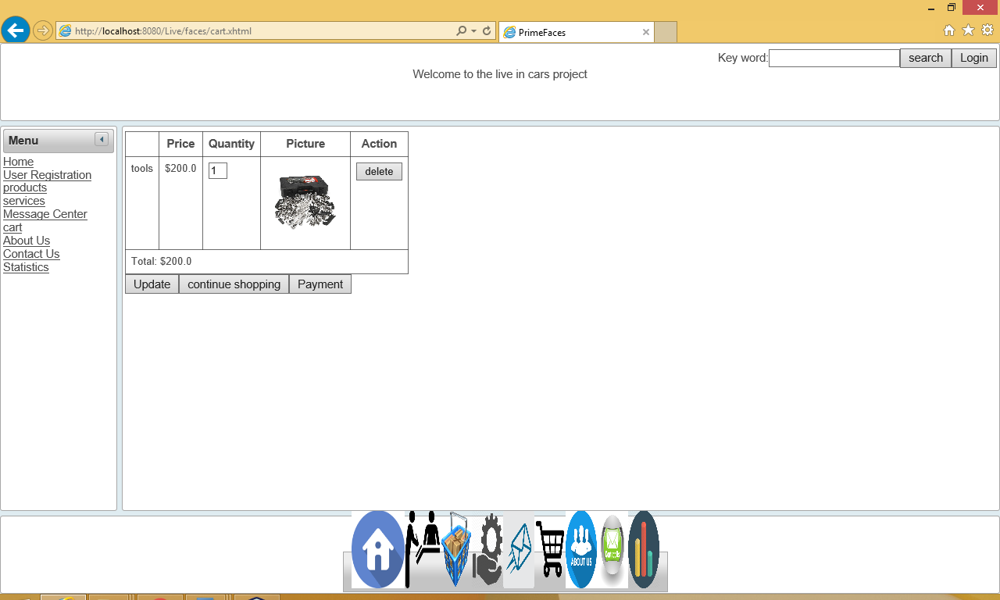 http://localhost:8080/Live/faces/cart.xhtml
PrimeFaces
Key word: search Login
Welcome to the live in cars project
Menu
Home
User Registration
products
services
Message Center
cart
About Us
Contact Us
Statistics
Price Quantity Picture Action
tools $200.0 1 delete
Total: $200.0
Update continue shopping Payment
ABOUT US